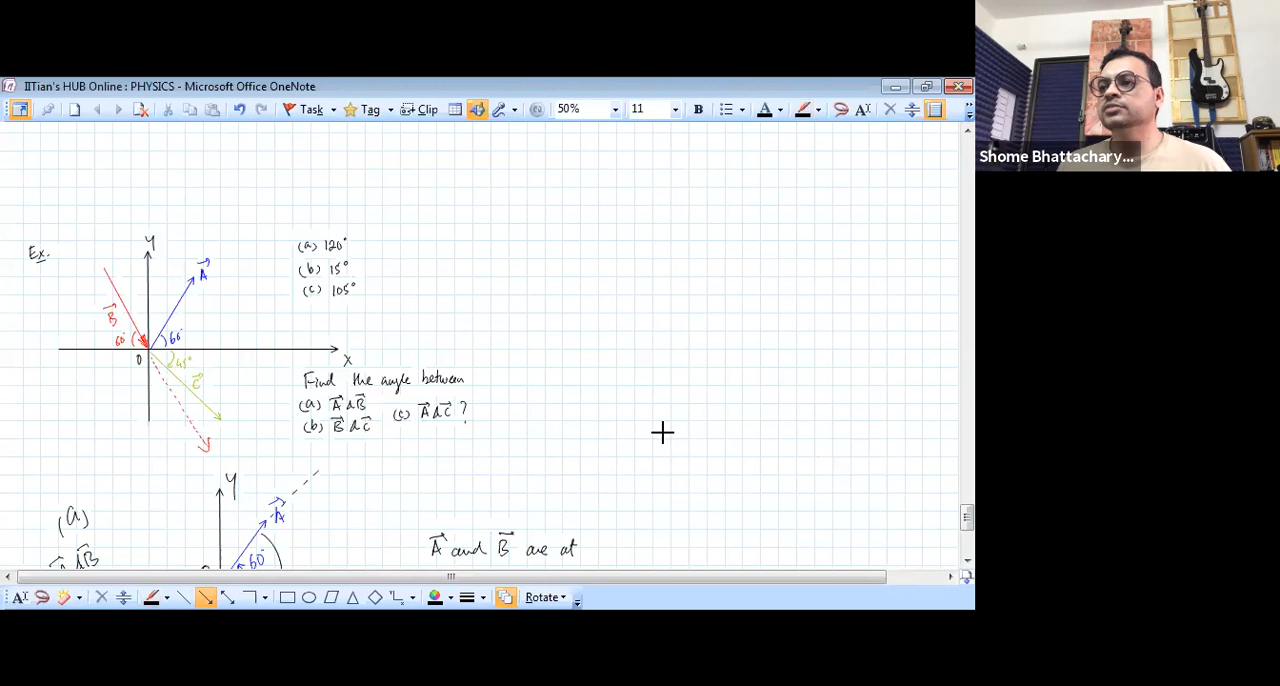 IITian's HUB Online : PHYSICS - Microsoft Office OneNote
Task Tag Clip 50% 11 B A A
Shome Bhattachary...
Ex.
Y
A
B
60°
60°
O
45°
C
X
(a) 120°
(b) 15°
(c) 105°
Find the angle between
(a) A & B
(b) B & C
(c) A & C ?
Y
A
60°
(a)
A & B
A and B are at
A Rotate